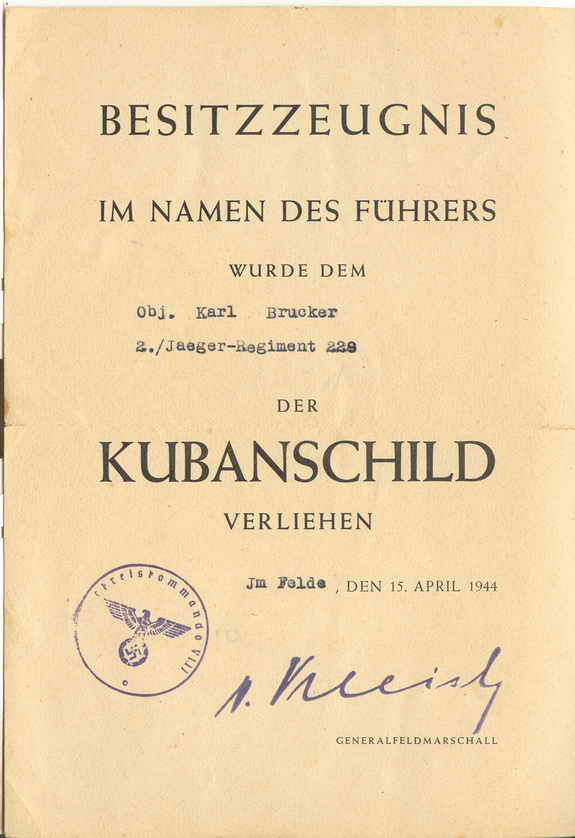 BESITZZEUGNIS
IM NAMEN DES FÜHRERS
WURDE DEM
Obj. Karl Brucker
2./Jaeger-Regiment 228
DER
KUBANSCHILD
VERLIEHEN
Jm Felde , DEN 15. APRIL 1944
v. Kleist
GENERALFELDMARSCHALL